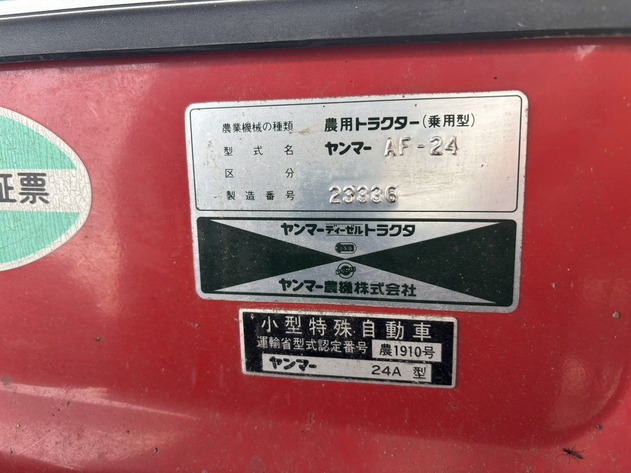 証票
農業機械の種類 農用トラクター(乗用型)
型式名 ヤンマー AF-24
区分
製造番号 23336
ヤンマーディーゼルトラクタ
ヤンマー農機株式会社
小型特殊自動車
運輸省型式認定番号 農1910号
ヤンマー 24A 型